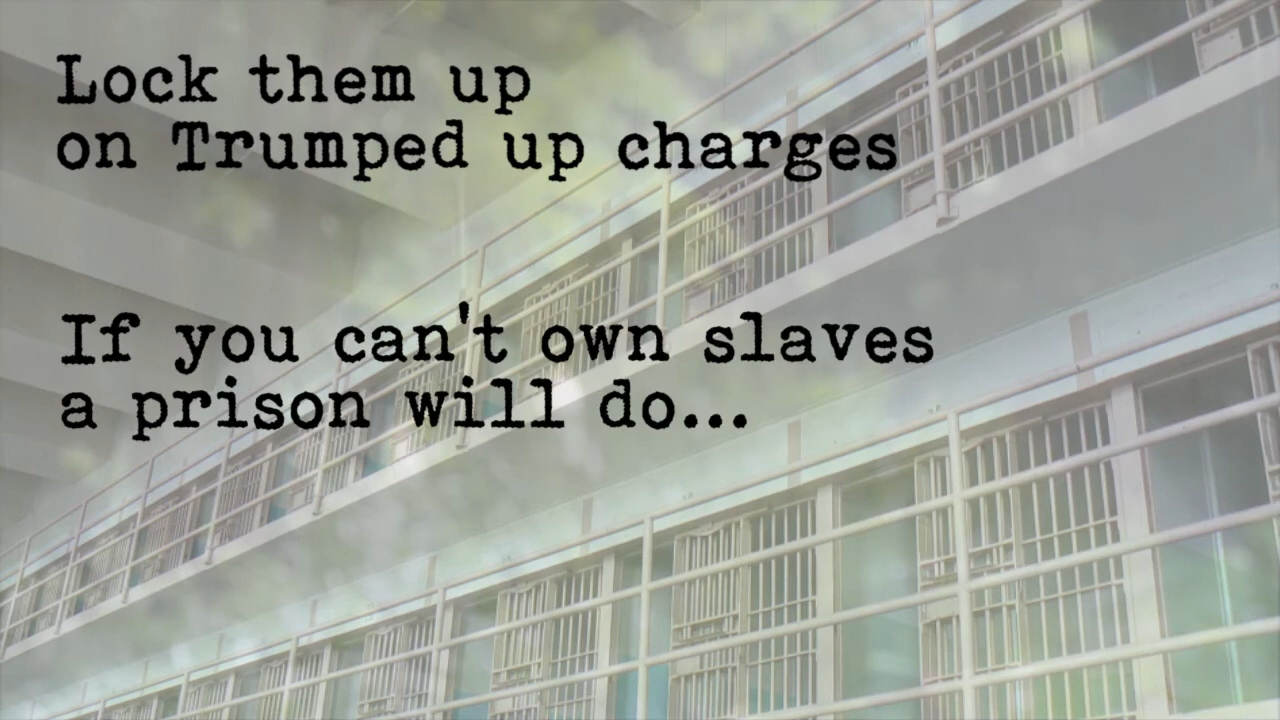 Lock them up
on Trumped up charges
If you can't own slaves
a prison will do...